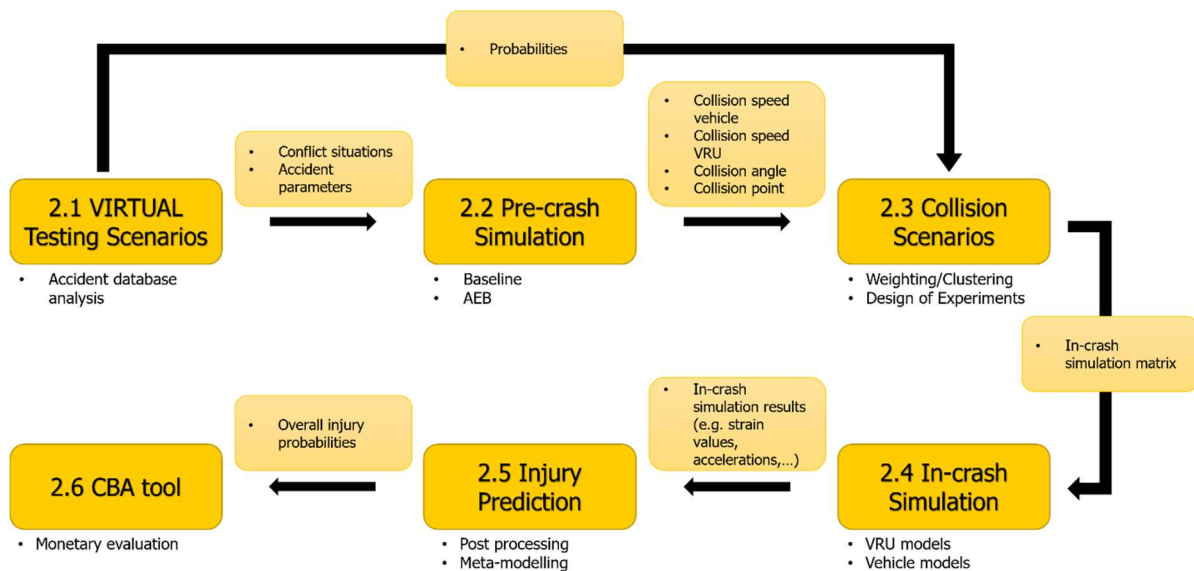 • Probabilities
• Conflict situations
• Accident
parameters
• Collision speed
vehicle
• Collision speed
VRU
• Collision angle
• Collision point
2.1 VIRTUAL
Testing Scenarios
• Accident database
analysis
2.2 Pre-crash
Simulation
• Baseline
• AEB
2.3 Collision
Scenarios
• Weighting/Clustering
• Design of Experiments
• In-crash
simulation matrix
2.4 In-crash
Simulation
• VRU models
• Vehicle models
• In-crash
simulation results
(e.g. strain
values,
accelerations,...)
2.5 Injury
Prediction
• Post processing
• Meta-modelling
• Overall injury
probabilities
2.6 CBA tool
• Monetary evaluation